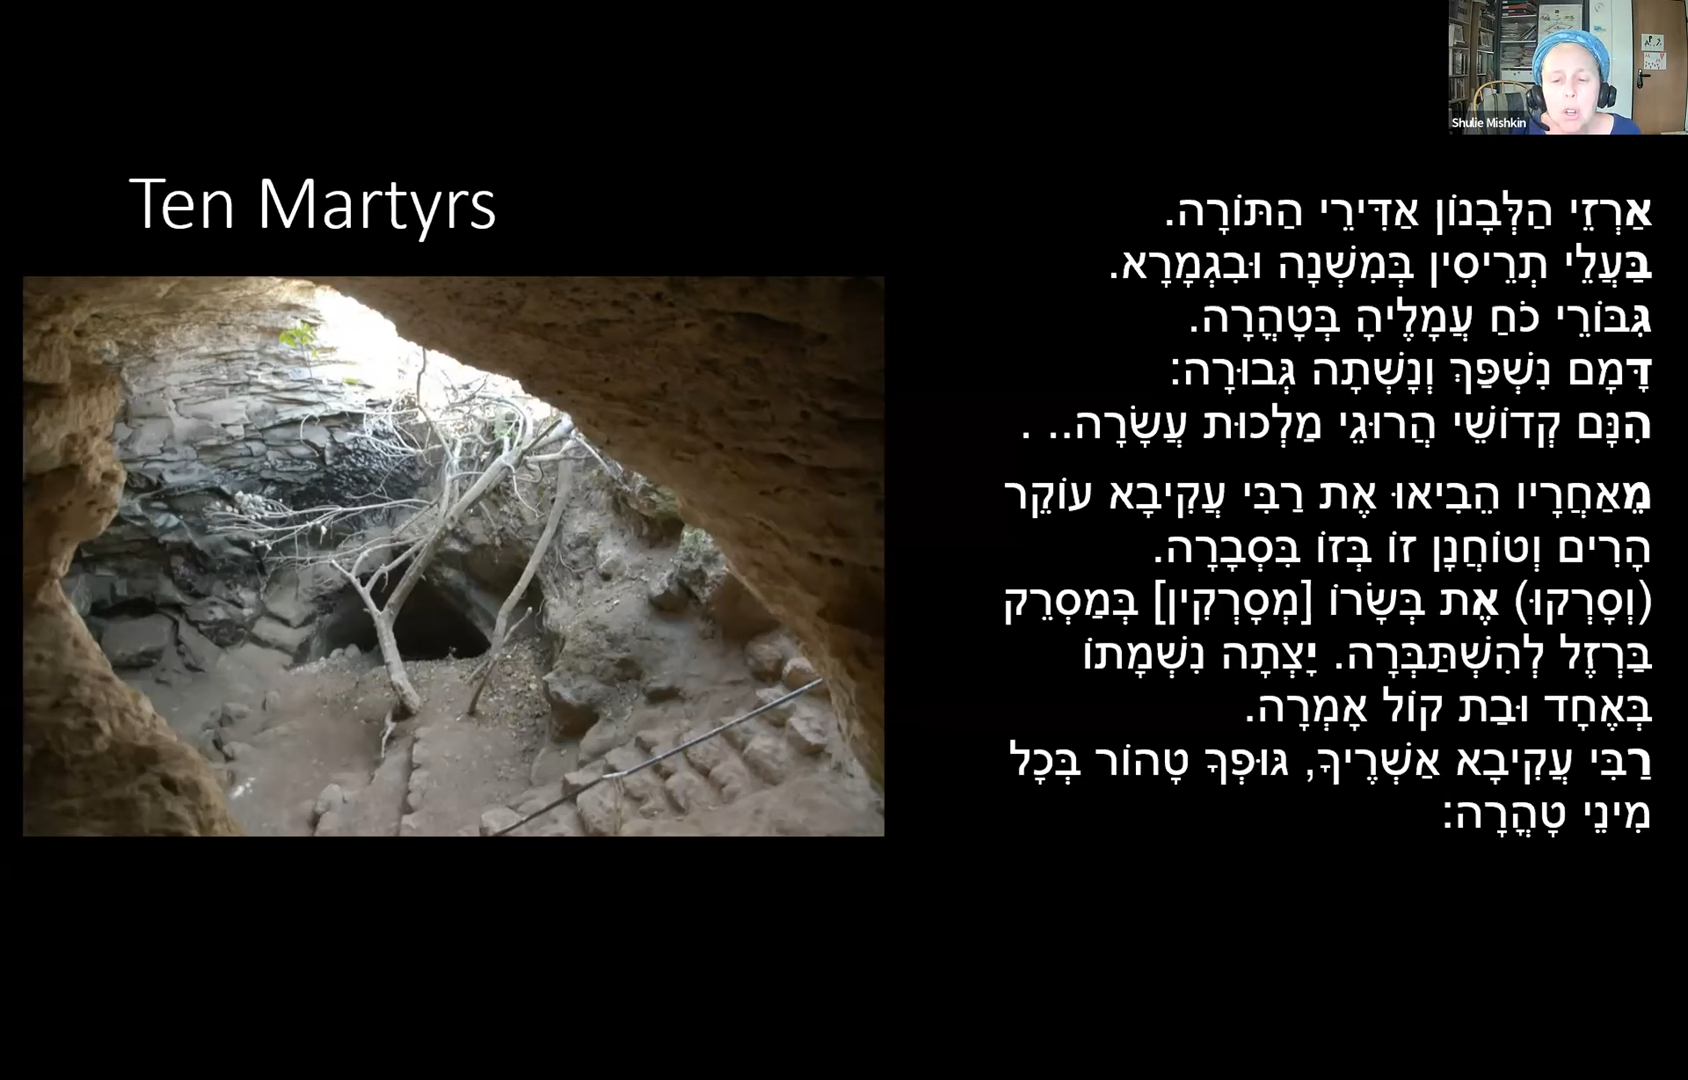 Shulie Mishkin
Ten Martyrs
אַרְזֵי הַלְּבָנוֹן אַדִּירֵי הַתּוֹרָה.
בַּעֲלֵי תְרֵיסִין בְּמִשְׁנָה וּבִגְמָרָא.
גִּבּוֹרֵי כֹחַ עֲמָלֶיהָ בְּטָהֳרָה.
דָּמָם נִשְׁפַּךְ וְנָשְׁתָה גְּבוּרָה:
הִנָּם קְדוֹשֵׁי הֲרוּגֵי מַלְכוּת עֲשָׂרָה.. .
מֵאַחֲרָיו הֵבִיאוּ אֶת רַבִּי עֲקִיבָא עוֹקֵר
הָרִים וְטוֹחֲנָן זוֹ בְּזוֹ בִּסְבָרָה.
(וְסָרְקוּ) אֶת בְּשָׂרוֹ [מְסָרְקִין] בְּמַסְרֵק
בַּרְזֶל לְהִשְׁתַּבְּרָה. יָצְתָה נִשְׁמָתוֹ
בְּאֶחָד וּבַת קוֹל אָמְרָה.
רַבִּי עֲקִיבָא אַשְׁרֶיךָ, גּוּפְךָ טָהוֹר בְּכָל
מִינֵי טָהֳרָה: